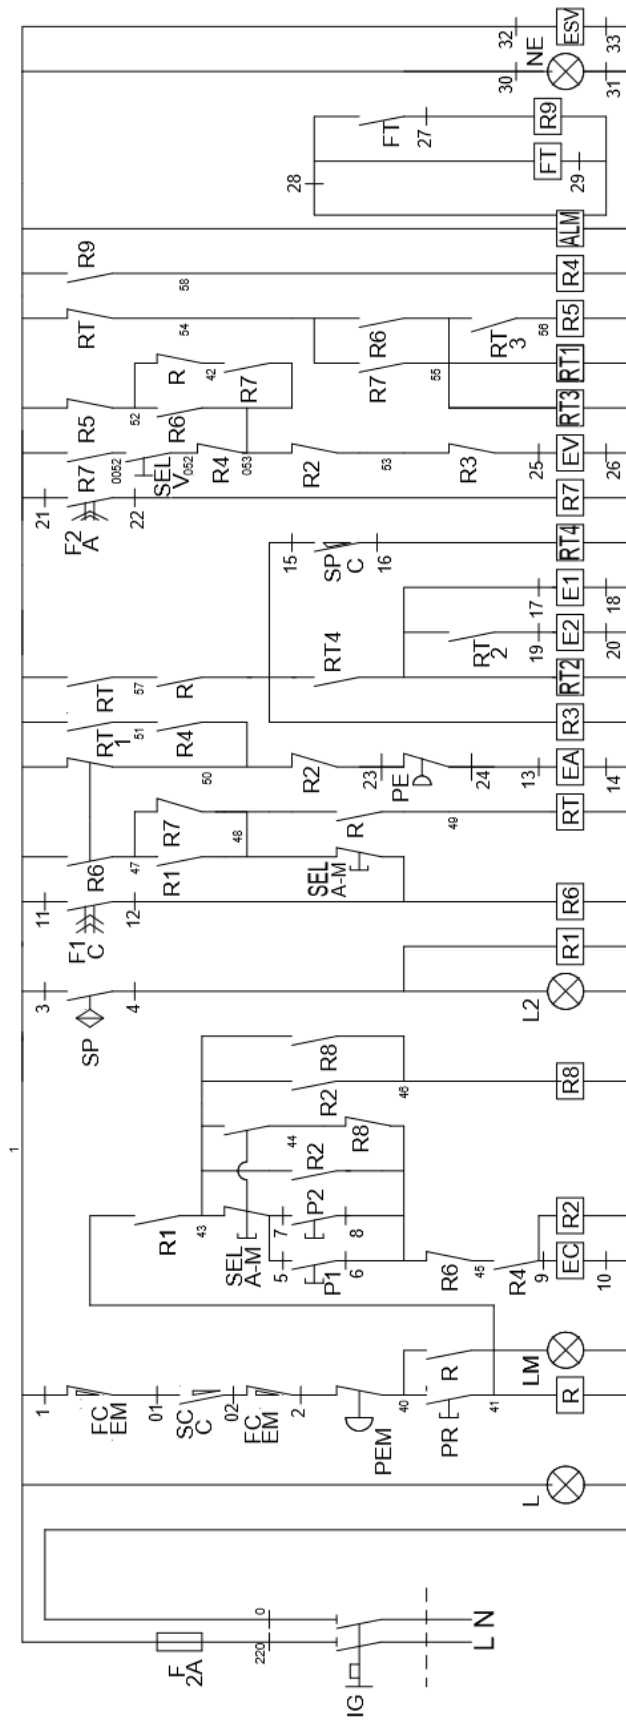 1
L N
IG
220
0
F
2A
L
1
FC
EM
01
SC
C
02
FC
EM
2
PEM
40
PR
R
41
R
LM
R1
43
SEL
A-M
5
P1
6
7
P2
8
R2
44
R8
R2
R8
46
R6
45
R4
9
EC
10
R2
R8
SP
3
4
L2
R1
F1
C
11
12
R6
R6
47
R1
R7
48
SEL
A-M
R
49
RT
50
R2
23
PE
24
13
EA
14
RT
1
51
R4
R3
RT
57
R
RT4
RT2
RT
2
19
E2
20
17
E1
18
15
SP
C
16
RT4
F2
A
21
22
R7
R7
0052
SEL
V
052
R4
053
R2
53
R3
25
EV
26
R5
52
R6
R
42
R7
RT3
RT1
RT
54
R7
R6
55
RT
3
56
R5
R9
58
R4
ALM
28
FT
27
R9
FT
29
30
NE
31
32
ESV
33